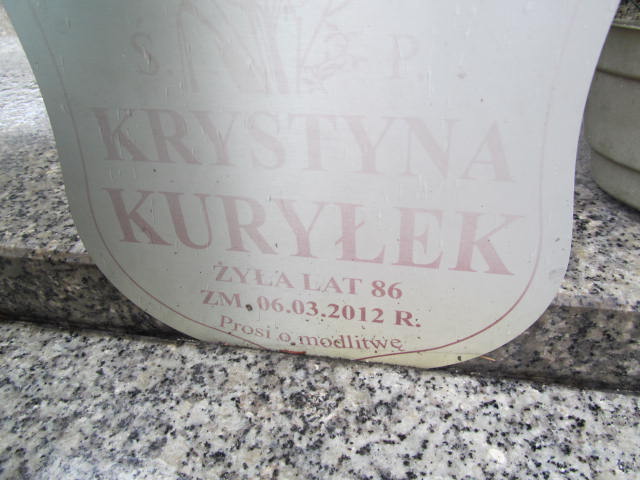 Ś. P.
KRYSTYNA
KURYŁEK
ŻYŁA LAT 86
ZM. 06.03.2012 R.
Prosi o modlitwę